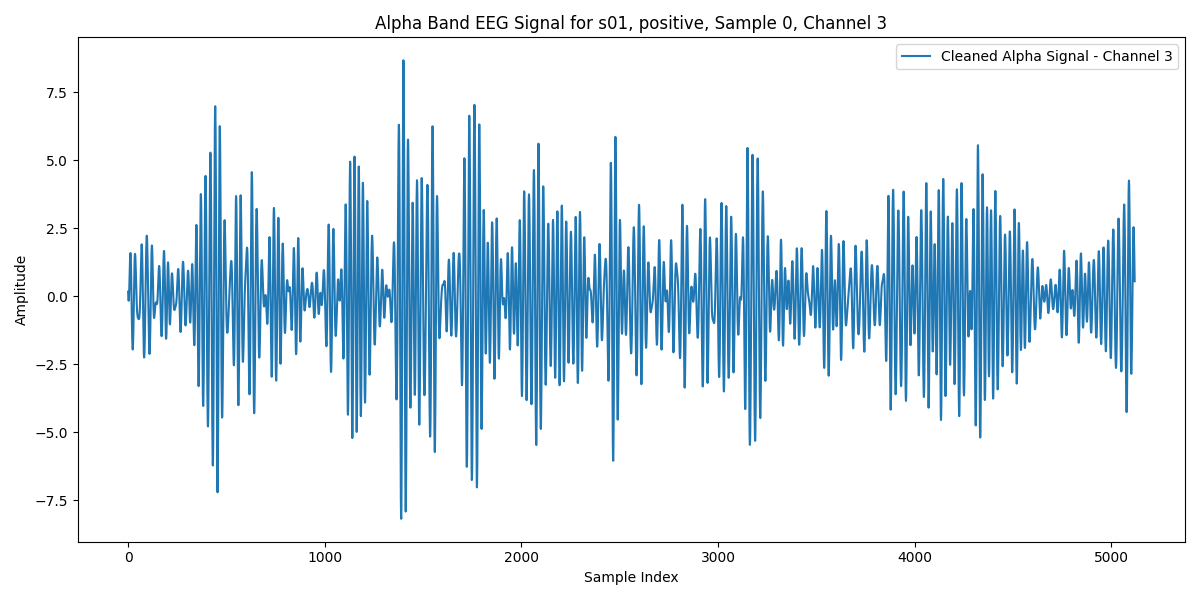 Alpha Band EEG Signal for s01, positive, Sample 0, Channel 3
Cleaned Alpha Signal - Channel 3
Amplitude
7.5
5.0
2.5
0.0
−2.5
−5.0
−7.5
0 1000 2000 3000 4000 5000
Sample Index